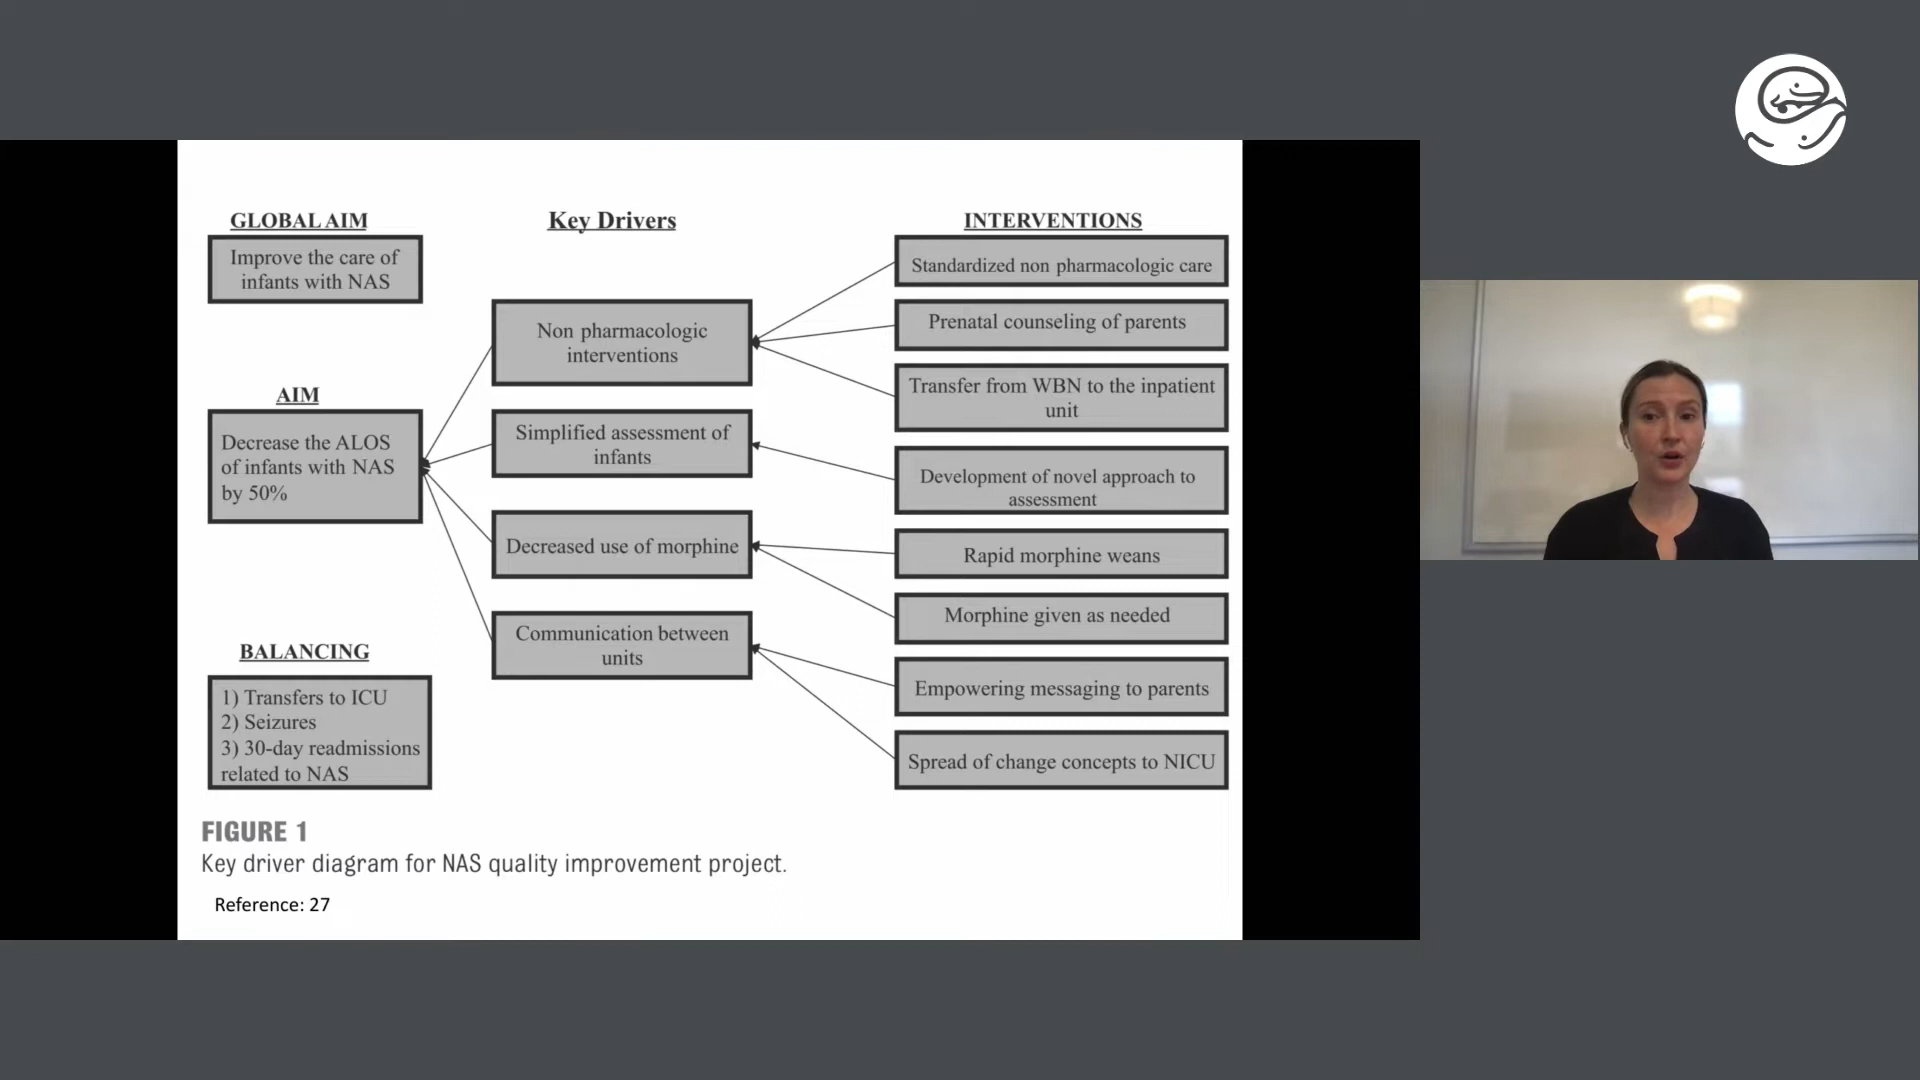 GLOBAL AIM
Improve the care of
infants with NAS
AIM
Decrease the ALOS
of infants with NAS
by 50%
BALANCING
1) Transfers to ICU
2) Seizures
3) 30-day readmissions
related to NAS
Key Drivers
Non pharmacologic
interventions
Simplified assessment of
infants
Decreased use of morphine
Communication between
units
INTERVENTIONS
Standardized non pharmacologic care
Prenatal counseling of parents
Transfer from WBN to the inpatient
unit
Development of novel approach to
assessment
Rapid morphine weans
Morphine given as needed
Empowering messaging to parents
Spread of change concepts to NICU
FIGURE 1
Key driver diagram for NAS quality improvement project.
Reference: 27